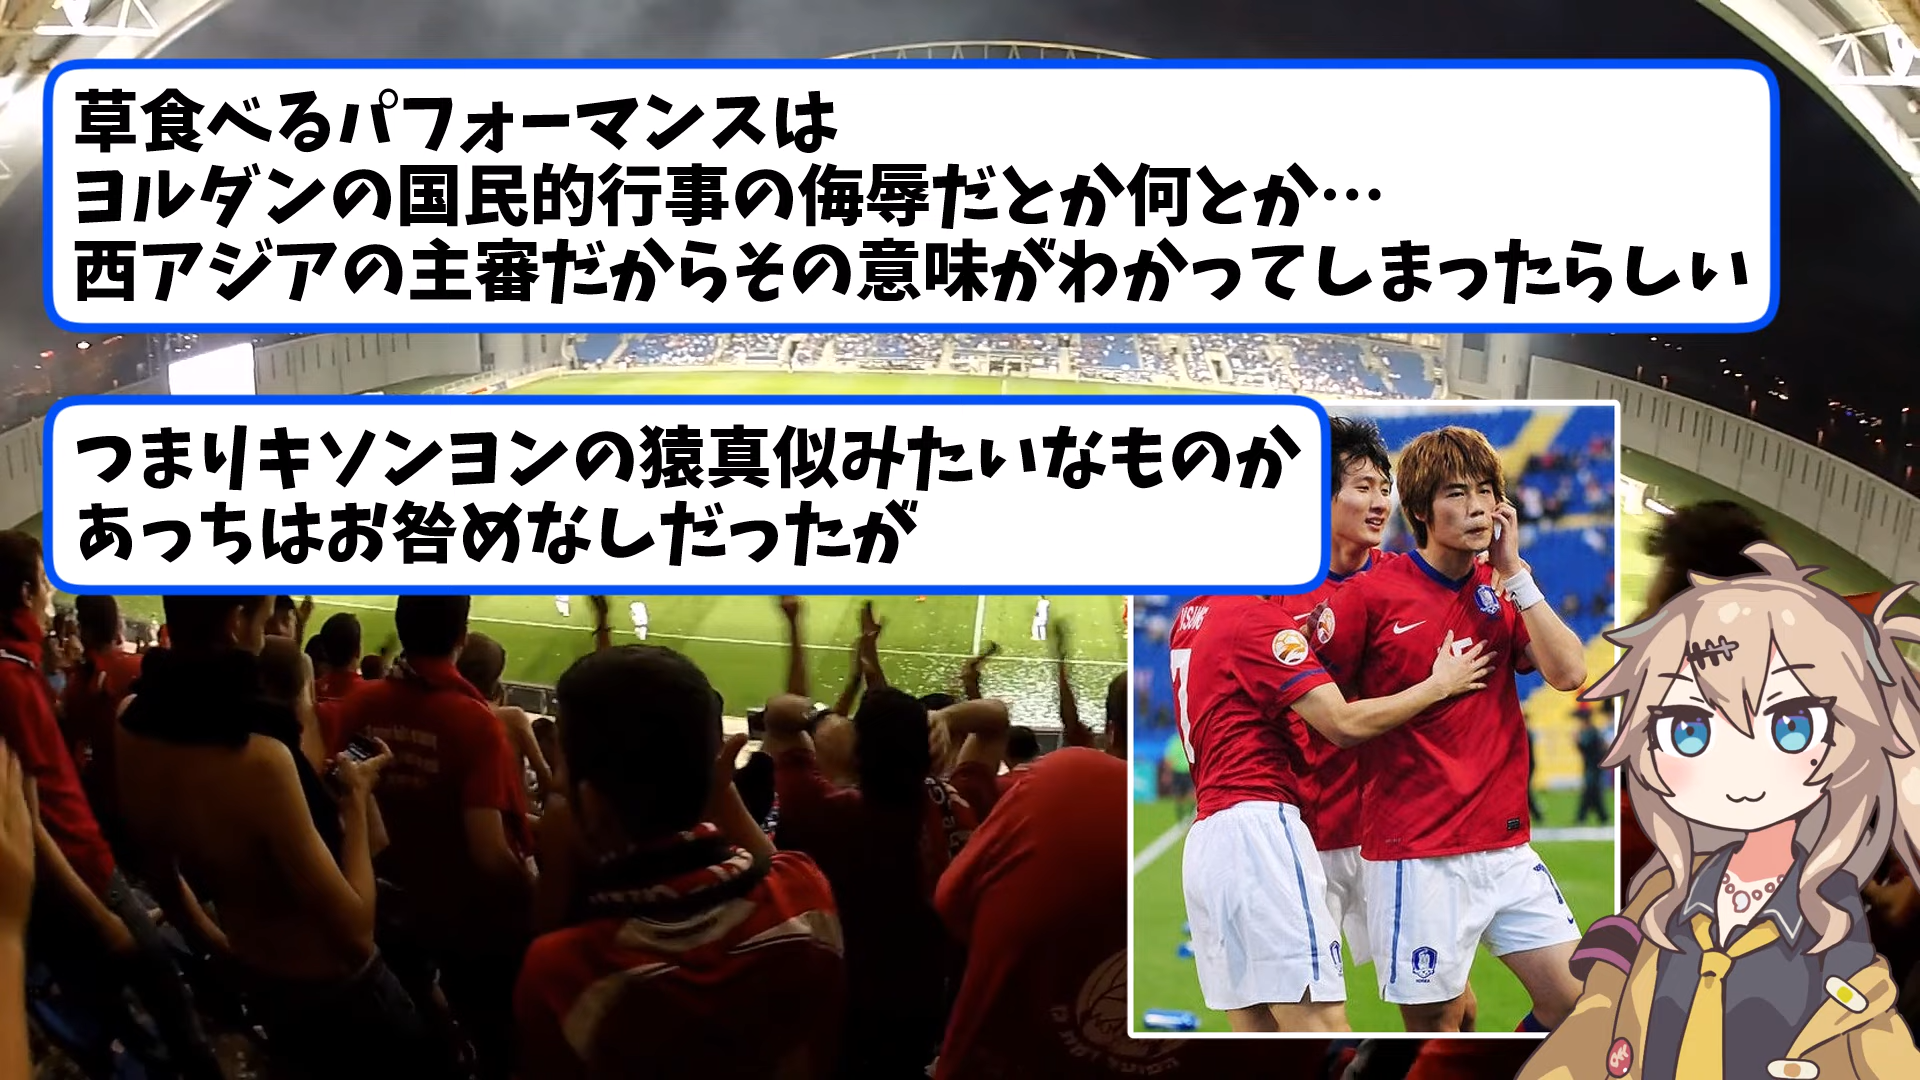 草食べるパフォーマンスは
ヨルダンの国民的行事の侮辱だとか何とか…
西アジアの主審だからその意味がわかってしまったらしい
つまりキソンヨンの猿真似みたいなものか
あっちはお咎めなしだったが
7